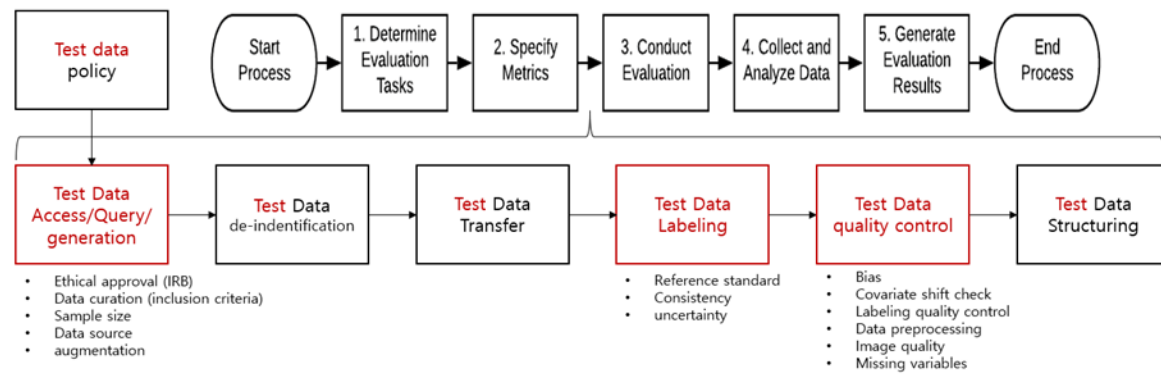 Test data
policy
Start
Process
1. Determine
Evaluation
Tasks
2. Specify
Metrics
3. Conduct
Evaluation
4. Collect and
Analyze Data
5. Generate
Evaluation
Results
End
Process
Test Data
Access/Query/
generation
Test Data
de-indentification
Test Data
Transfer
Test Data
Labeling
Test Data
quality control
Test Data
Structuring
• Ethical approval (IRB)
• Data curation (inclusion criteria)
• Sample size
• Data source
• augmentation
• Reference standard
• Consistency
• uncertainty
• Bias
• Covariate shift check
• Labeling quality control
• Data preprocessing
• Image quality
• Missing variables